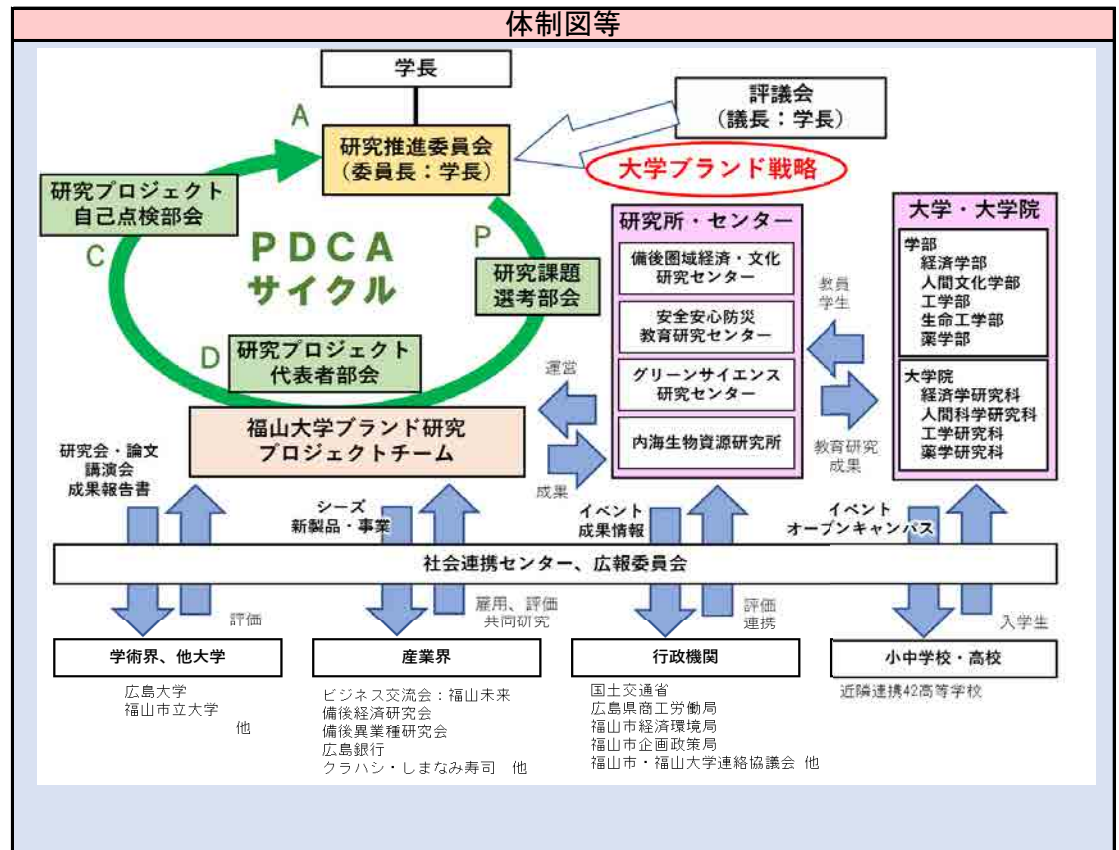 体制図等
学長
評議会
（議長：学長）
A
研究推進委員会
（委員長：学長）
大学ブランド戦略
研究プロジェクト
自己点検部会
C
PDCA
サイクル
P
研究課題
選考部会
D
研究プロジェクト
代表者部会
福山大学ブランド研究
プロジェクトチーム
運営
成果
研究所・センター
備後圏域経済・文化
研究センター
安全安心防災
教育研究センター
グリーンサイエンス
研究センター
内海生物資源研究所
教員
学生
教育研究
成果
大学・大学院
学部
経済学部
人間文化学部
工学部
生命工学部
薬学部
大学院
経済学研究科
人間科学研究科
工学研究科
薬学研究科
研究会・論文
講演会
成果報告書
シーズ
新製品・事業
イベント
成果情報
イベント
オープンキャンパス
社会連携センター、広報委員会
評価
雇用、評価
共同研究
評価
連携
入学生
学術界、他大学
広島大学
福山市立大学
他
産業界
ビジネス交流会：福山未来
備後経済研究会
備後異業種研究会
広島銀行
クラハシ・しまなみ寿司　他
行政機関
国土交通省
広島県商工労働局
福山市経済環境局
福山市企画政策局
福山市・福山大学連絡協議会 他
小中学校・高校
近隣連携42高等学校